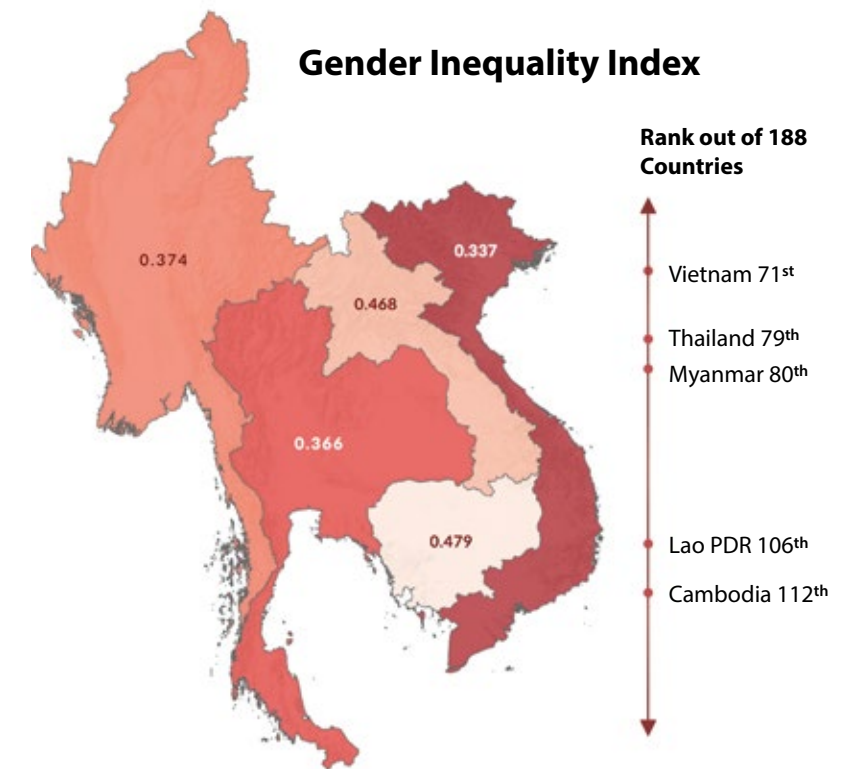 Gender Inequality Index
Rank out of 188
Countries
0.374
0.337
0.468
0.366
0.479
Vietnam 71st
Thailand 79th
Myanmar 80th
Lao PDR 106th
Cambodia 112th